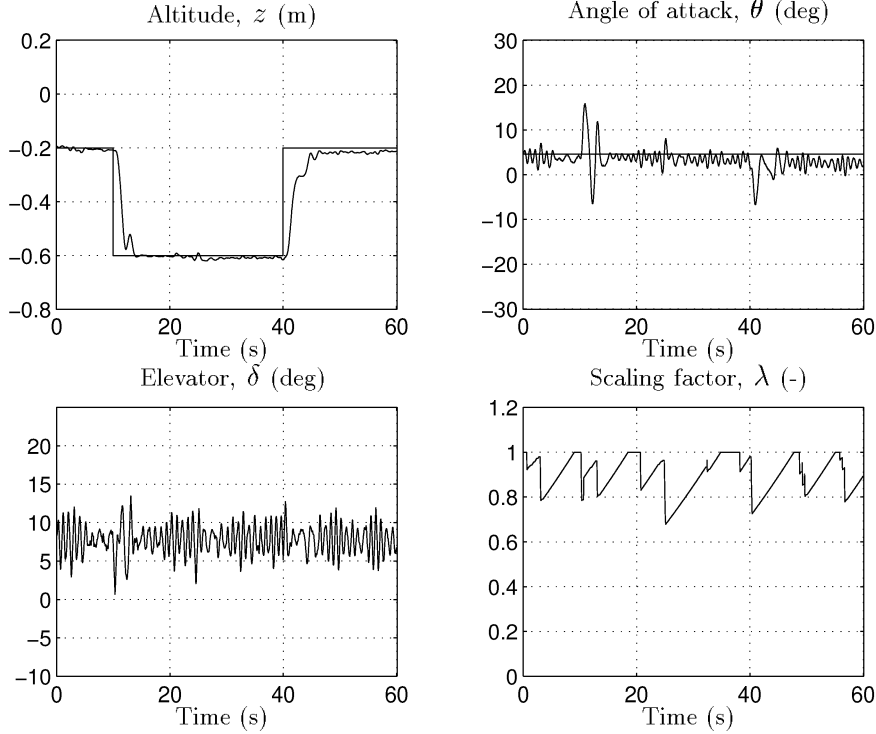 Altitude, z (m)
0.2
0
−0.2
−0.4
−0.6
−0.8
0 20 40 60
Time (s)
Angle of attack, θ (deg)
30
20
10
0
−10
−20
−30
0 20 40 60
Time (s)
Elevator, δ (deg)
20
15
10
5
0
−5
−10
0 20 40 60
Time (s)
Scaling factor, λ (-)
1.2
1
0.8
0.6
0.4
0.2
0
0 20 40 60
Time (s)